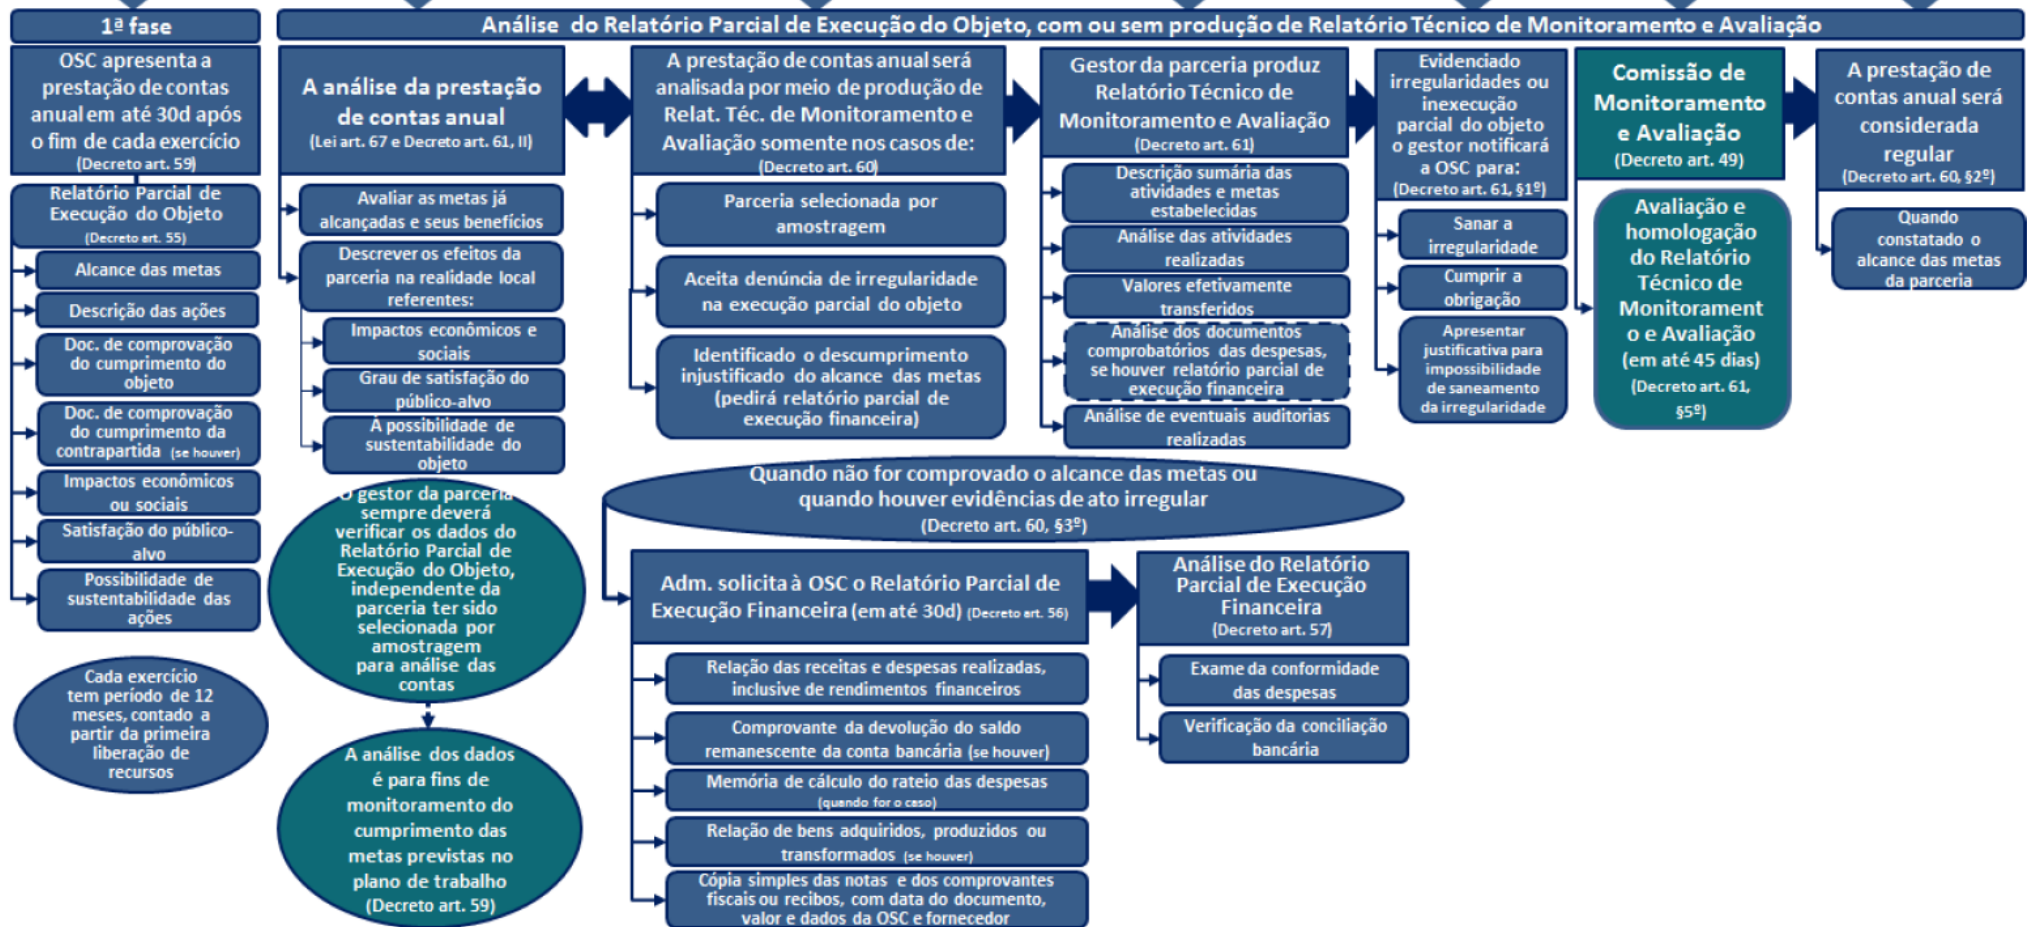 1ª fase
OSC apresenta a
prestação de contas
anual em até 30d após
o fim de cada exercício
(Decreto art. 59)
Relatório Parcial de
Execução do Objeto
(Decreto art. 55)
Alcance das metas
Descrição das ações
Doc. de comprovação
do cumprimento do
objeto
Doc. de comprovação
do cumprimento da
contrapartida (se houver)
Impactos econômicos
ou sociais
Satisfação do público-
alvo
Possibilidade de
sustentabilidade das
ações
Cada exercício
tem período de 12
meses, contado a
partir da primeira
liberação de
recursos
Análise do Relatório Parcial de Execução do Objeto, com ou sem produção de Relatório Técnico de Monitoramento e Avaliação
A análise da prestação
de contas anual
(Lei art. 67 e Decreto art. 61, II)
Avaliar as metas já
alcançadas e seus benefícios
Descrever os efeitos da
parceria na realidade local
referentes:
Impactos econômicos e
sociais
Grau de satisfação do
público-alvo
À possibilidade de
sustentabilidade do
objeto
O gestor da parceria
sempre deverá
verificar os dados do
Relatório Parcial de
Execução do Objeto,
independente da
parceria ter sido
selecionada por
amostragem
para análise das
contas
A análise dos dados
é para fins de
monitoramento do
cumprimento das
metas previstas no
plano de trabalho
(Decreto art. 59)
A prestação de contas anual será
analisada por meio de produção de
Relat. Téc. de Monitoramento e
Avaliação somente nos casos de:
(Decreto art. 60)
Parceria selecionada por
amostragem
Aceita denúncia de irregularidade
na execução parcial do objeto
Identificado o descumprimento
injustificado do alcance das metas
(pedirá relatório parcial de
execução financeira)
Gestor da parceria produz
Relatório Técnico de
Monitoramento e Avaliação
(Decreto art. 61)
Descrição sumária das
atividades e metas
estabelecidas
Análise das atividades
realizadas
Valores efetivamente
transferidos
Análise dos documentos
comprobatórios das despesas,
se houver relatório parcial de
execução financeira
Análise de eventuais auditorias
realizadas
Evidenciado
irregularidades ou
inexecução
parcial do objeto
o gestor notificará
a OSC para:
(Decreto art. 61, §1º)
Sanar a
irregularidade
Cumprir a
obrigação
Apresentar
justificativa para
impossibilidade
de saneamento
da irregularidade
Comissão de
Monitoramento
e Avaliação
(Decreto art. 49)
Avaliação e
homologação
do Relatório
Técnico de
Monitorament
o e Avaliação
(em até 45 dias)
(Decreto art. 61,
§5º)
A prestação de
contas anual será
considerada
regular
(Decreto art. 60, §2º)
Quando
constatado o
alcance das metas
da parceria
Quando não for comprovado o alcance das metas ou
quando houver evidências de ato irregular
(Decreto art. 60, §3º)
Adm. solicita à OSC o Relatório Parcial de
Execução Financeira (em até 30d) (Decreto art. 56)
Relação das receitas e despesas realizadas,
inclusive de rendimentos financeiros
Comprovante da devolução do saldo
remanescente da conta bancária (se houver)
Memória de cálculo do rateio das despesas
(quando for o caso)
Relação de bens adquiridos, produzidos ou
transformados (se houver)
Cópia simples das notas e dos comprovantes
fiscais ou recibos, com data do documento,
valor e dados da OSC e fornecedor
Análise do Relatório
Parcial de Execução
Financeira
(Decreto art. 57)
Exame da conformidade
das despesas
Verificação da conciliação
bancária